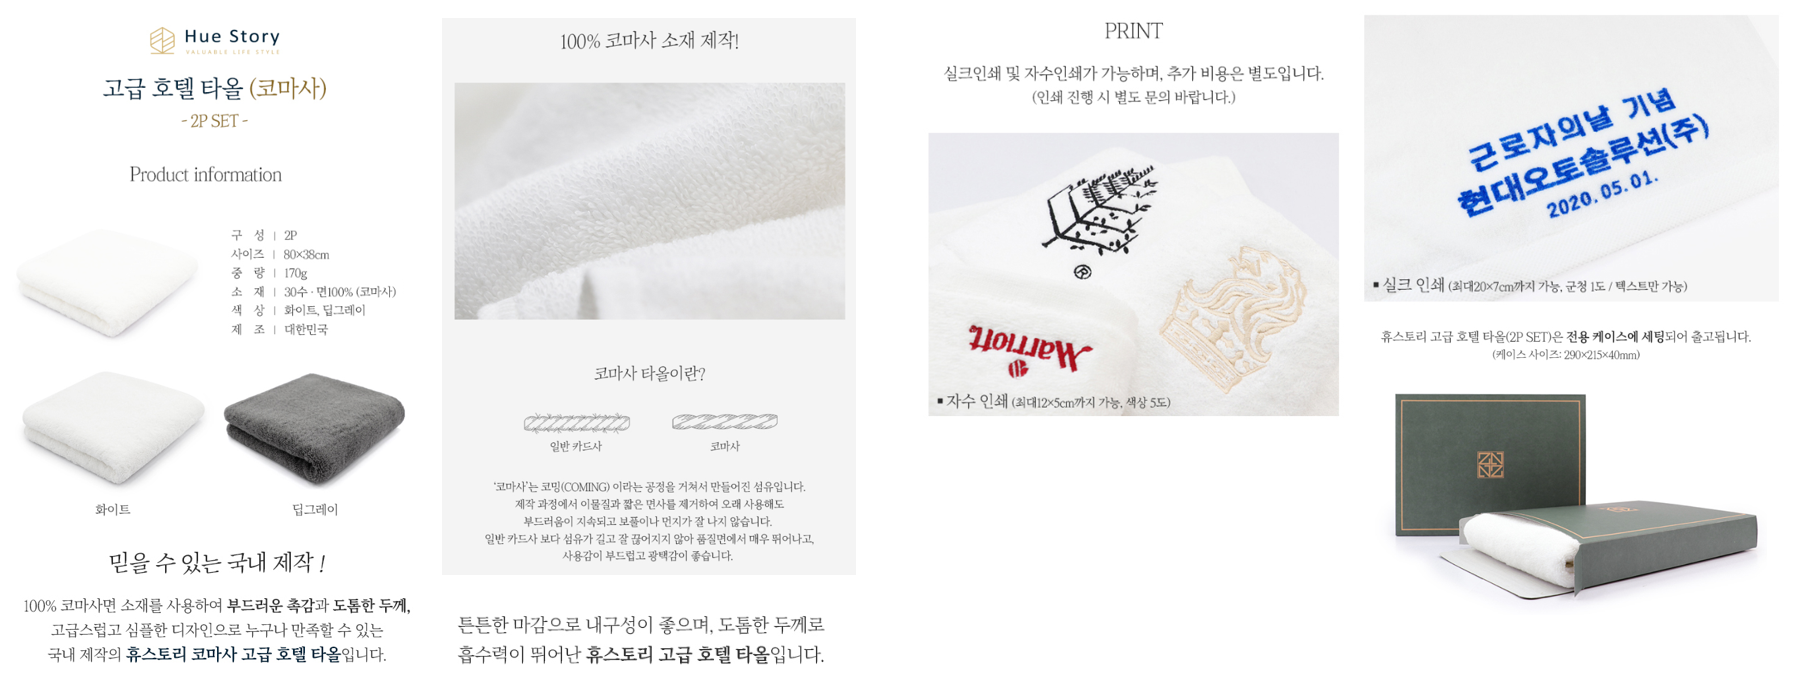 Hue Story
VALUABLE LIFE STYLE
고급 호텔 타올 (코마사)
- 2P SET -
Product information
구 성 | 2P
사이즈 | 80×38cm
중 량 | 170g
소 재 | 30수 · 면100% (코마사)
색 상 | 화이트, 딥그레이
제 조 | 대한민국
화이트
딥그레이
믿을 수 있는 국내 제작 !
100% 코마사면 소재를 사용하여 부드러운 촉감과 도톰한 두께,
고급스럽고 심플한 디자인으로 누구나 만족할 수 있는
국내 제작의 휴스토리 코마사 고급 호텔 타올입니다.
100% 코마사 소재 제작!
코마사 타올이란?
일반 카드사
코마사
'코마사'는 코밍(COMING) 이라는 공정을 거쳐서 만들어진 섬유입니다.
제작 과정에서 이물질과 짧은 면사를 제거하여 오래 사용해도
부드러움이 지속되고 보풀이나 먼지가 잘 나지 않습니다.
일반 카드사 보다 섬유가 길고 잘 끊어지지 않아 품질면에서 매우 뛰어나고,
사용감이 부드럽고 광택감이 좋습니다.
튼튼한 마감으로 내구성이 좋으며, 도톰한 두께로
흡수력이 뛰어난 휴스토리 고급 호텔 타올입니다.
PRINT
실크인쇄 및 자수인쇄가 가능하며, 추가 비용은 별도입니다.
(인쇄 진행 시 별도 문의 바랍니다.)
®
Marriott
■ 자수 인쇄 (최대12×5cm까지 가능, 색상 5도)
근로자의날 기념
현대오토솔루션(주)
2020.05.01.
■ 실크 인쇄 (최대20×7cm까지 가능, 군청 1도 / 텍스트만 가능)
휴스토리 고급 호텔 타올(2P SET)은 전용 케이스에 세팅되어 출고됩니다.
(케이스 사이즈: 290×215×40mm)